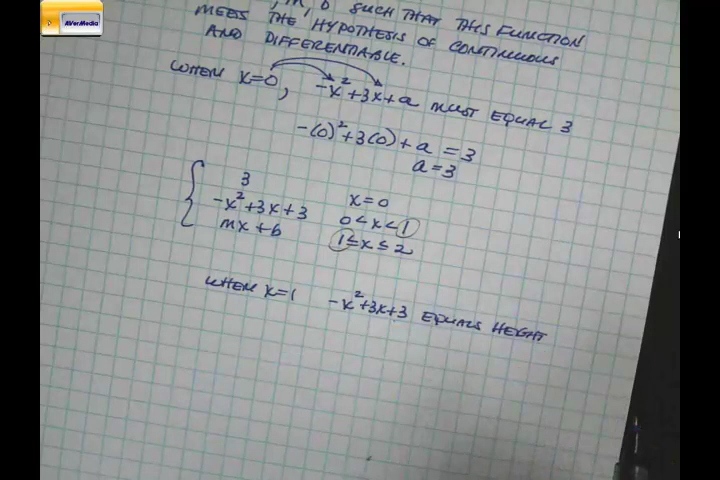 AVerMedia
, m, b SUCH THAT THIS FUNCTION
MEETS THE HYPOTHESIS OF CONTINUOUS
AND DIFFERENTIABLE.
WHEN x=0, -x²+3x+a MUST EQUAL 3
-(0)²+3(0)+a = 3
a=3
3 x=0
-x²+3x+3 0<x<1
mx+b 1≤x≤2
WHEN x=1 -x²+3x+3 EQUALS HEIGHT